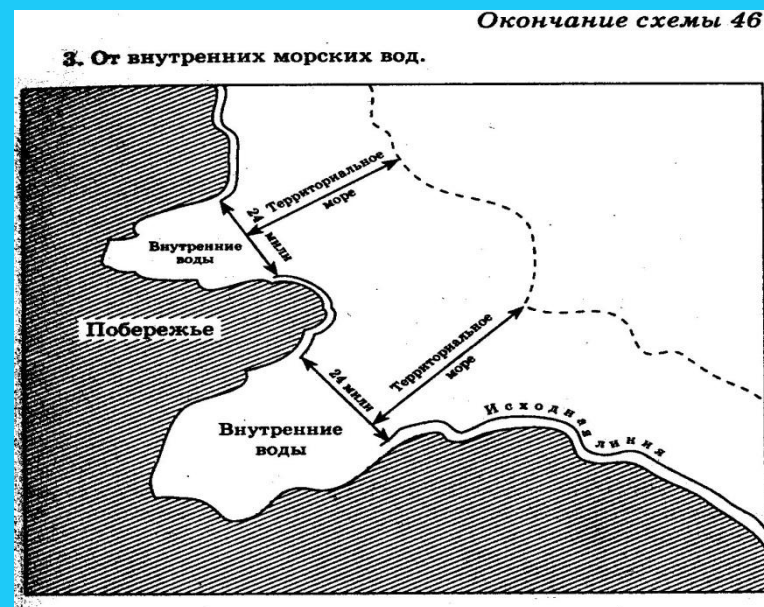 Окончание схемы 46
3. От внутренних морских вод.
Территориальное
море
24 мили
Внутренние
воды
Побережье
Территориальное
море
24 мили
Исходная линия
Внутренние
воды